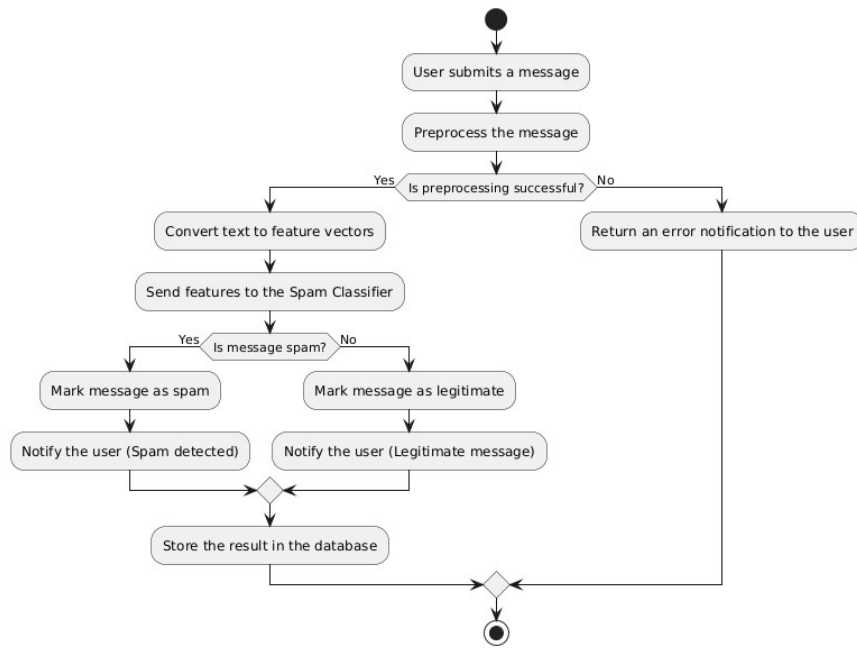 User submits a message
Preprocess the message
Yes
Is preprocessing successful?
No
Convert text to feature vectors
Return an error notification to the user
Send features to the Spam Classifier
Yes
Is message spam?
No
Mark message as spam
Mark message as legitimate
Notify the user (Spam detected)
Notify the user (Legitimate message)
Store the result in the database